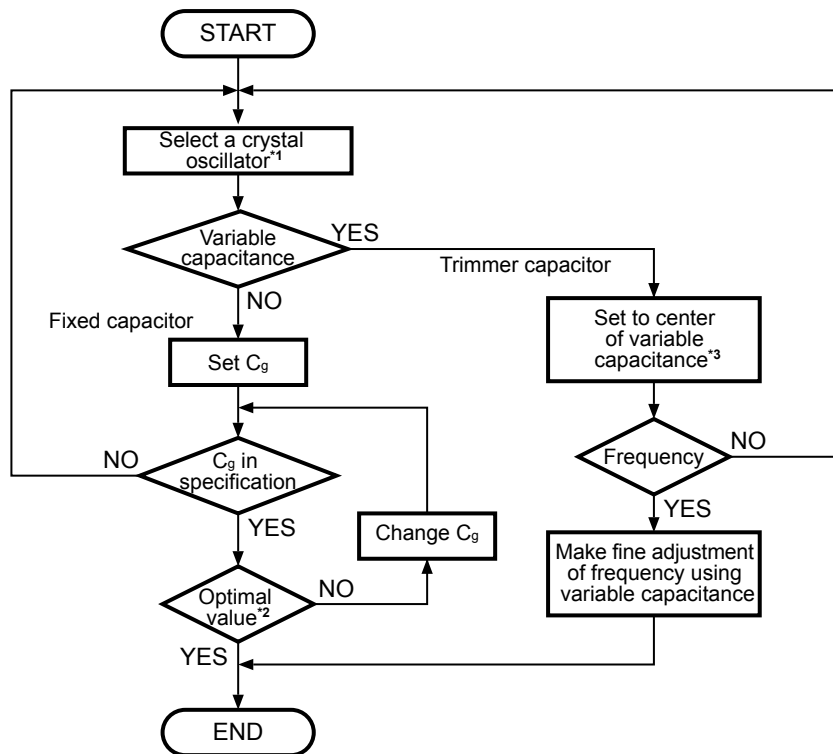 START
Select a crystal
oscillator*1
Variable
capacitance
YES
Trimmer capacitor
NO
Fixed capacitor
Set Cg
Set to center
of variable
capacitance*3
Cg in
specification
NO
YES
Frequency
NO
YES
Change Cg
Optimal
value*2
NO
YES
Make fine adjustment
of frequency using
variable capacitance
END